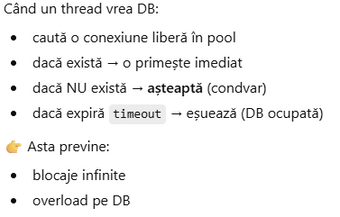 Când un thread vrea DB:
• caută o conexiune liberă în pool
• dacă există → o primește imediat
• dacă NU există → așteaptă (condvar)
• dacă expiră timeout → eșuează (DB ocupată)
👉 Asta previne:
• blocaje infinite
• overload pe DB